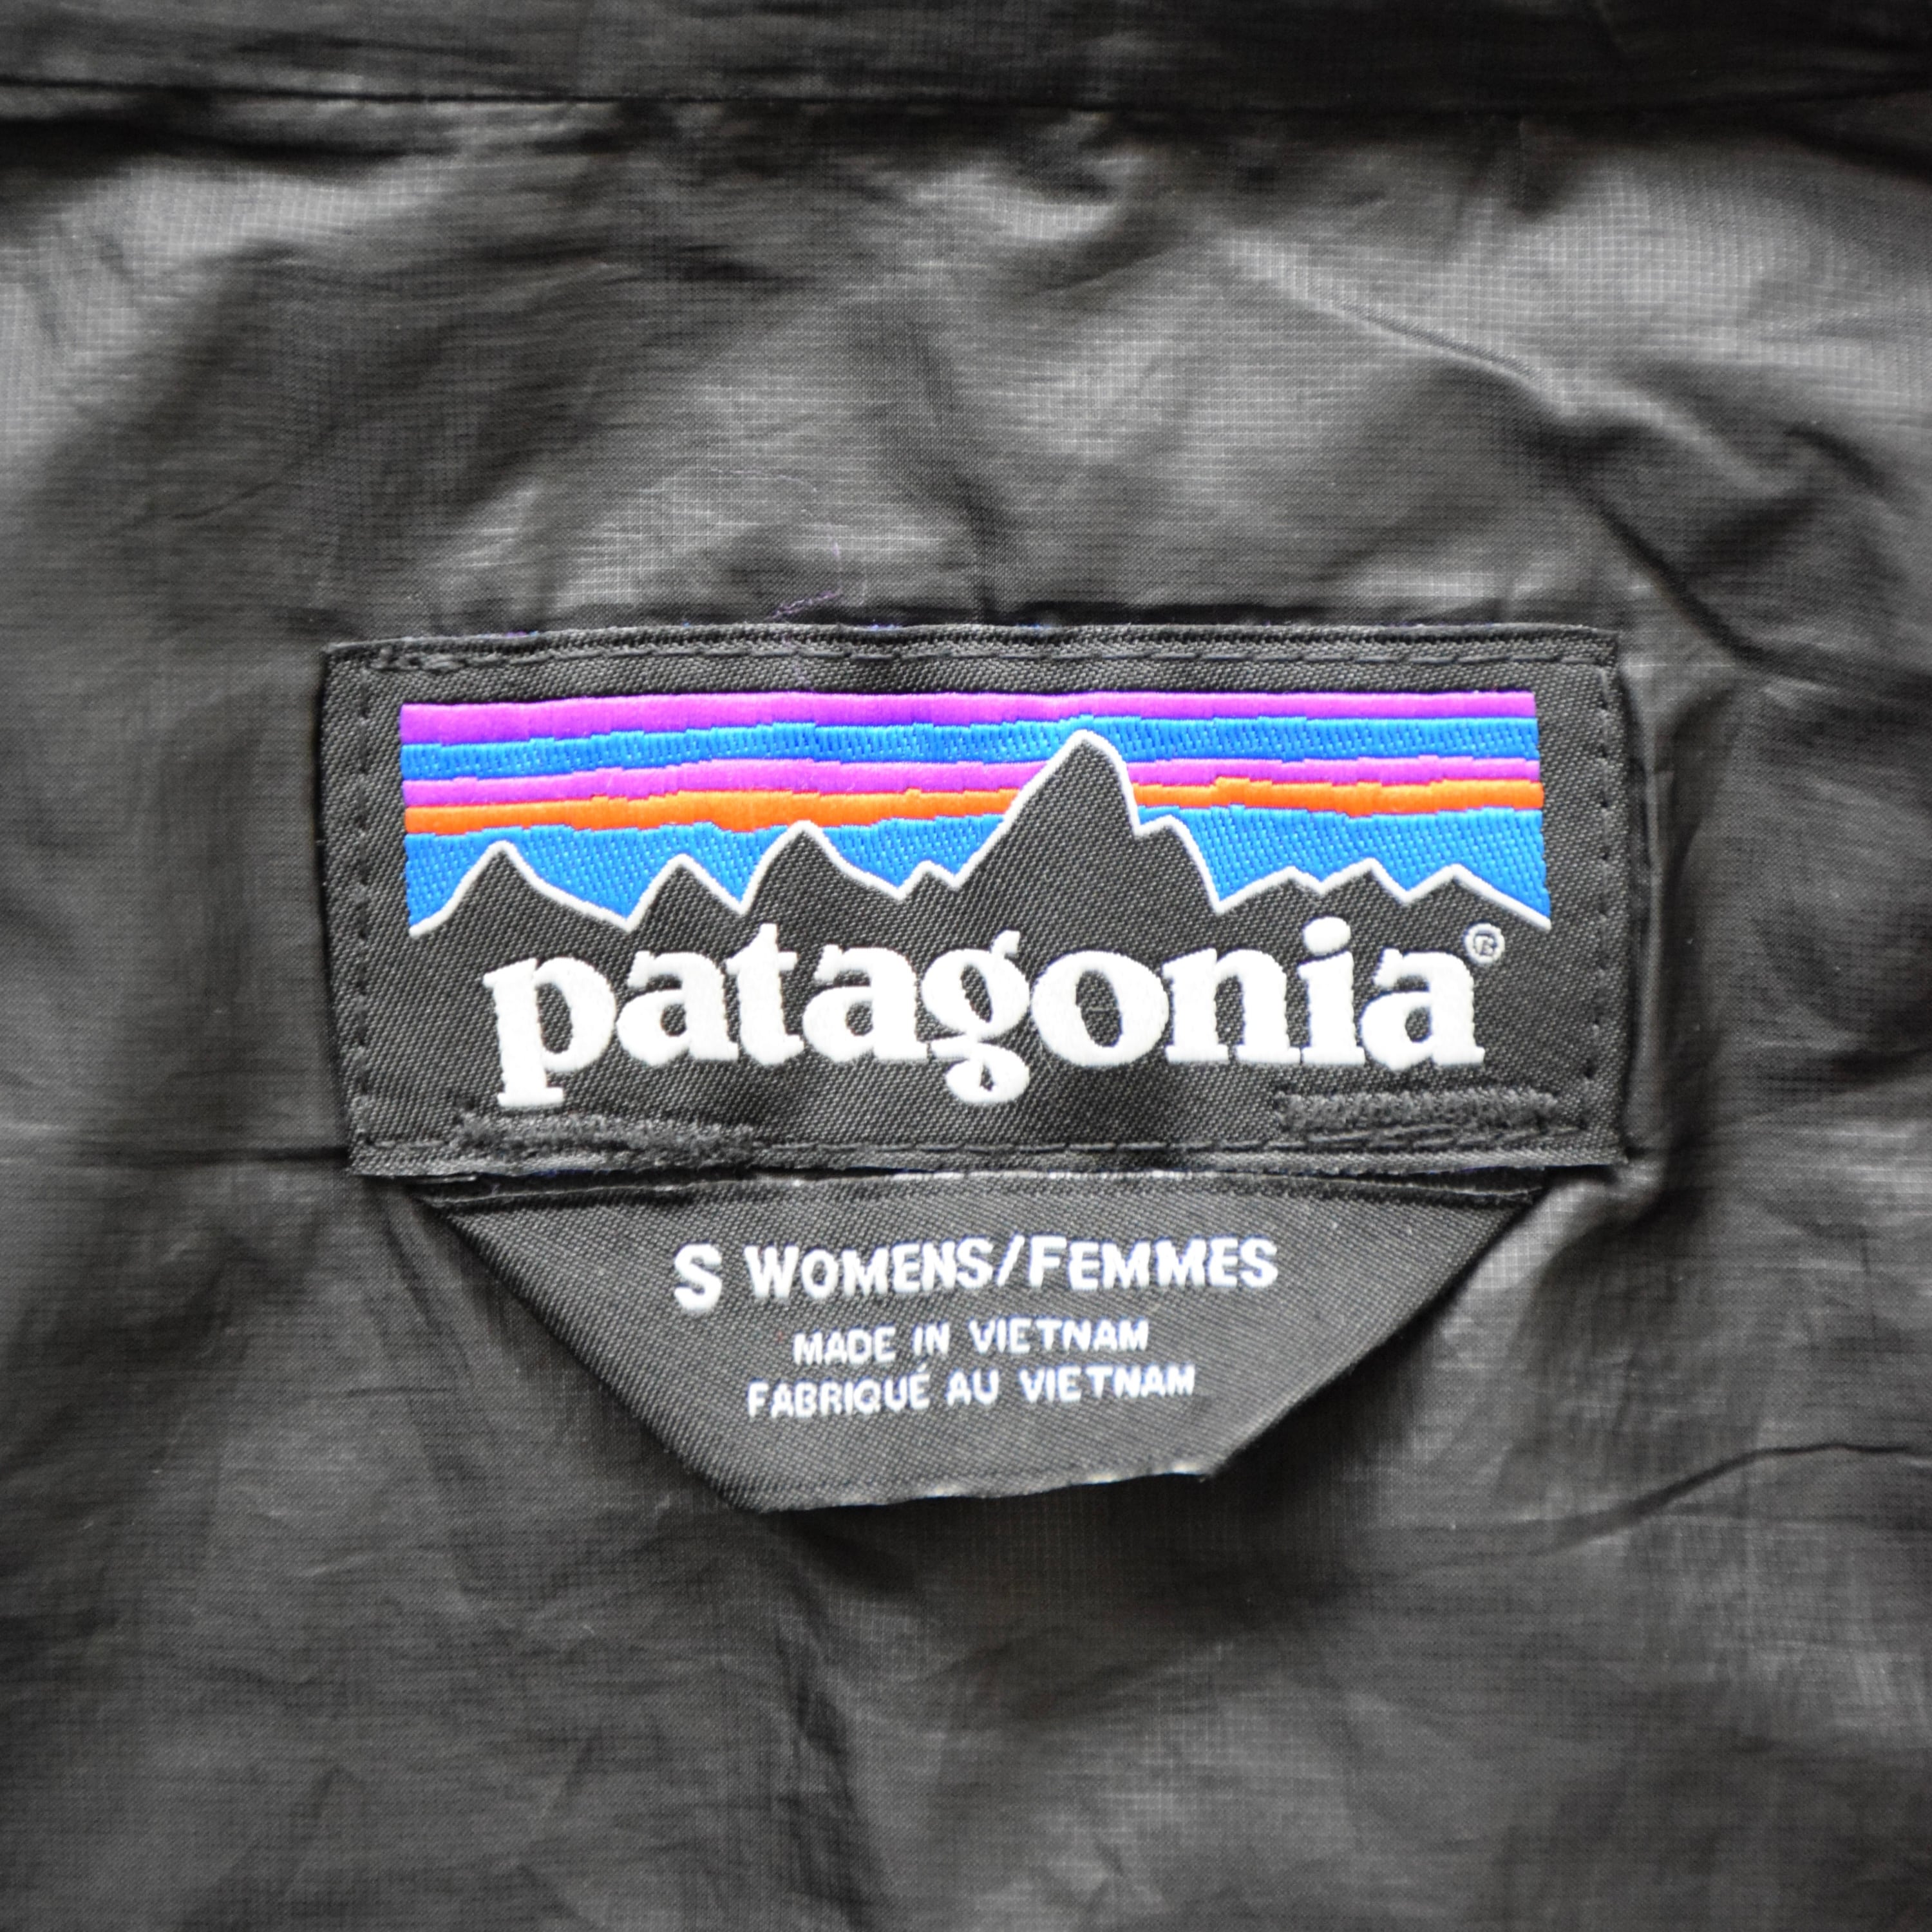 patagonia®
S WOMENS/FEMMES
MADE IN VIETNAM
FABRIQUÉ AU VIETNAM